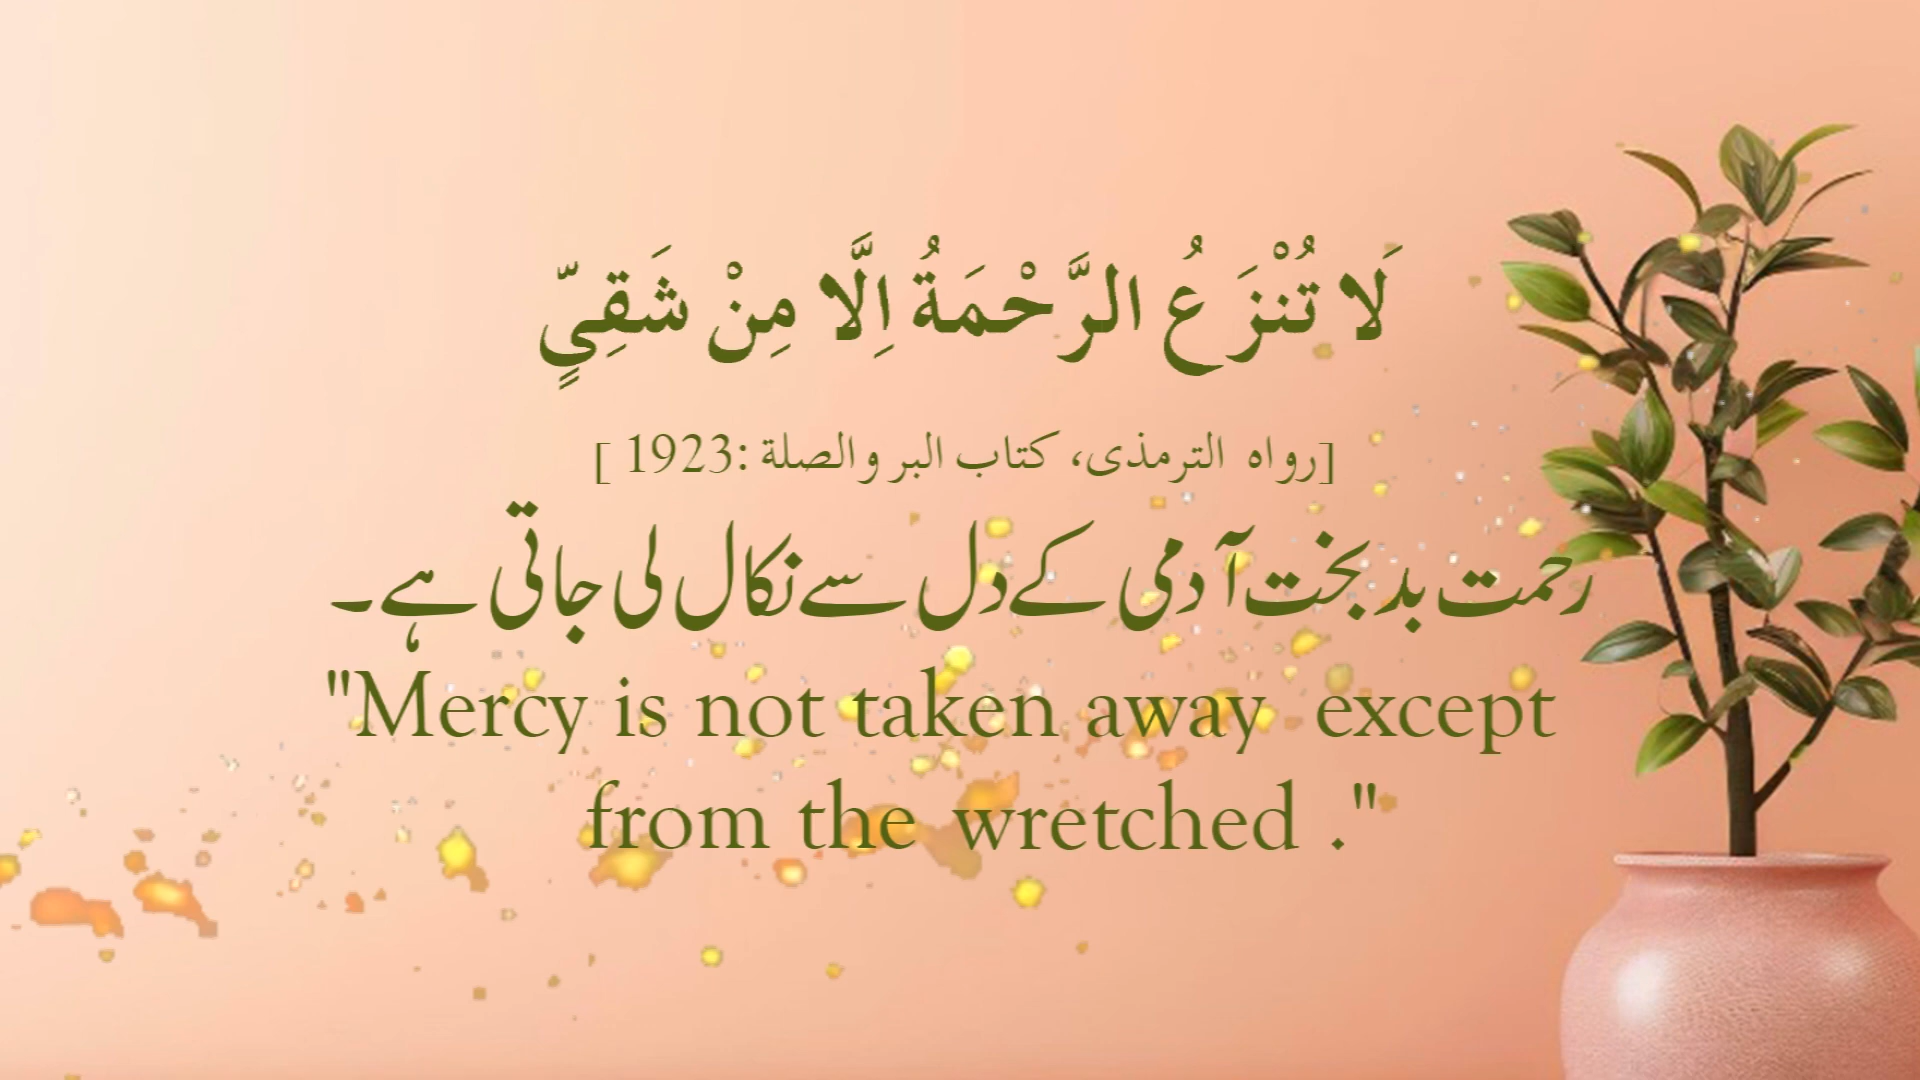 لَا تُنْزَعُ الرَّحْمَةُ اِلَّا مِنْ شَقِيٍّ
[رواه الترمذی، كتاب البر والصلة :1923 ]
رحمت بدبخت آدمی کے دل سے نکال لی جاتی ہے۔
"Mercy is not taken away except
from the wretched ."